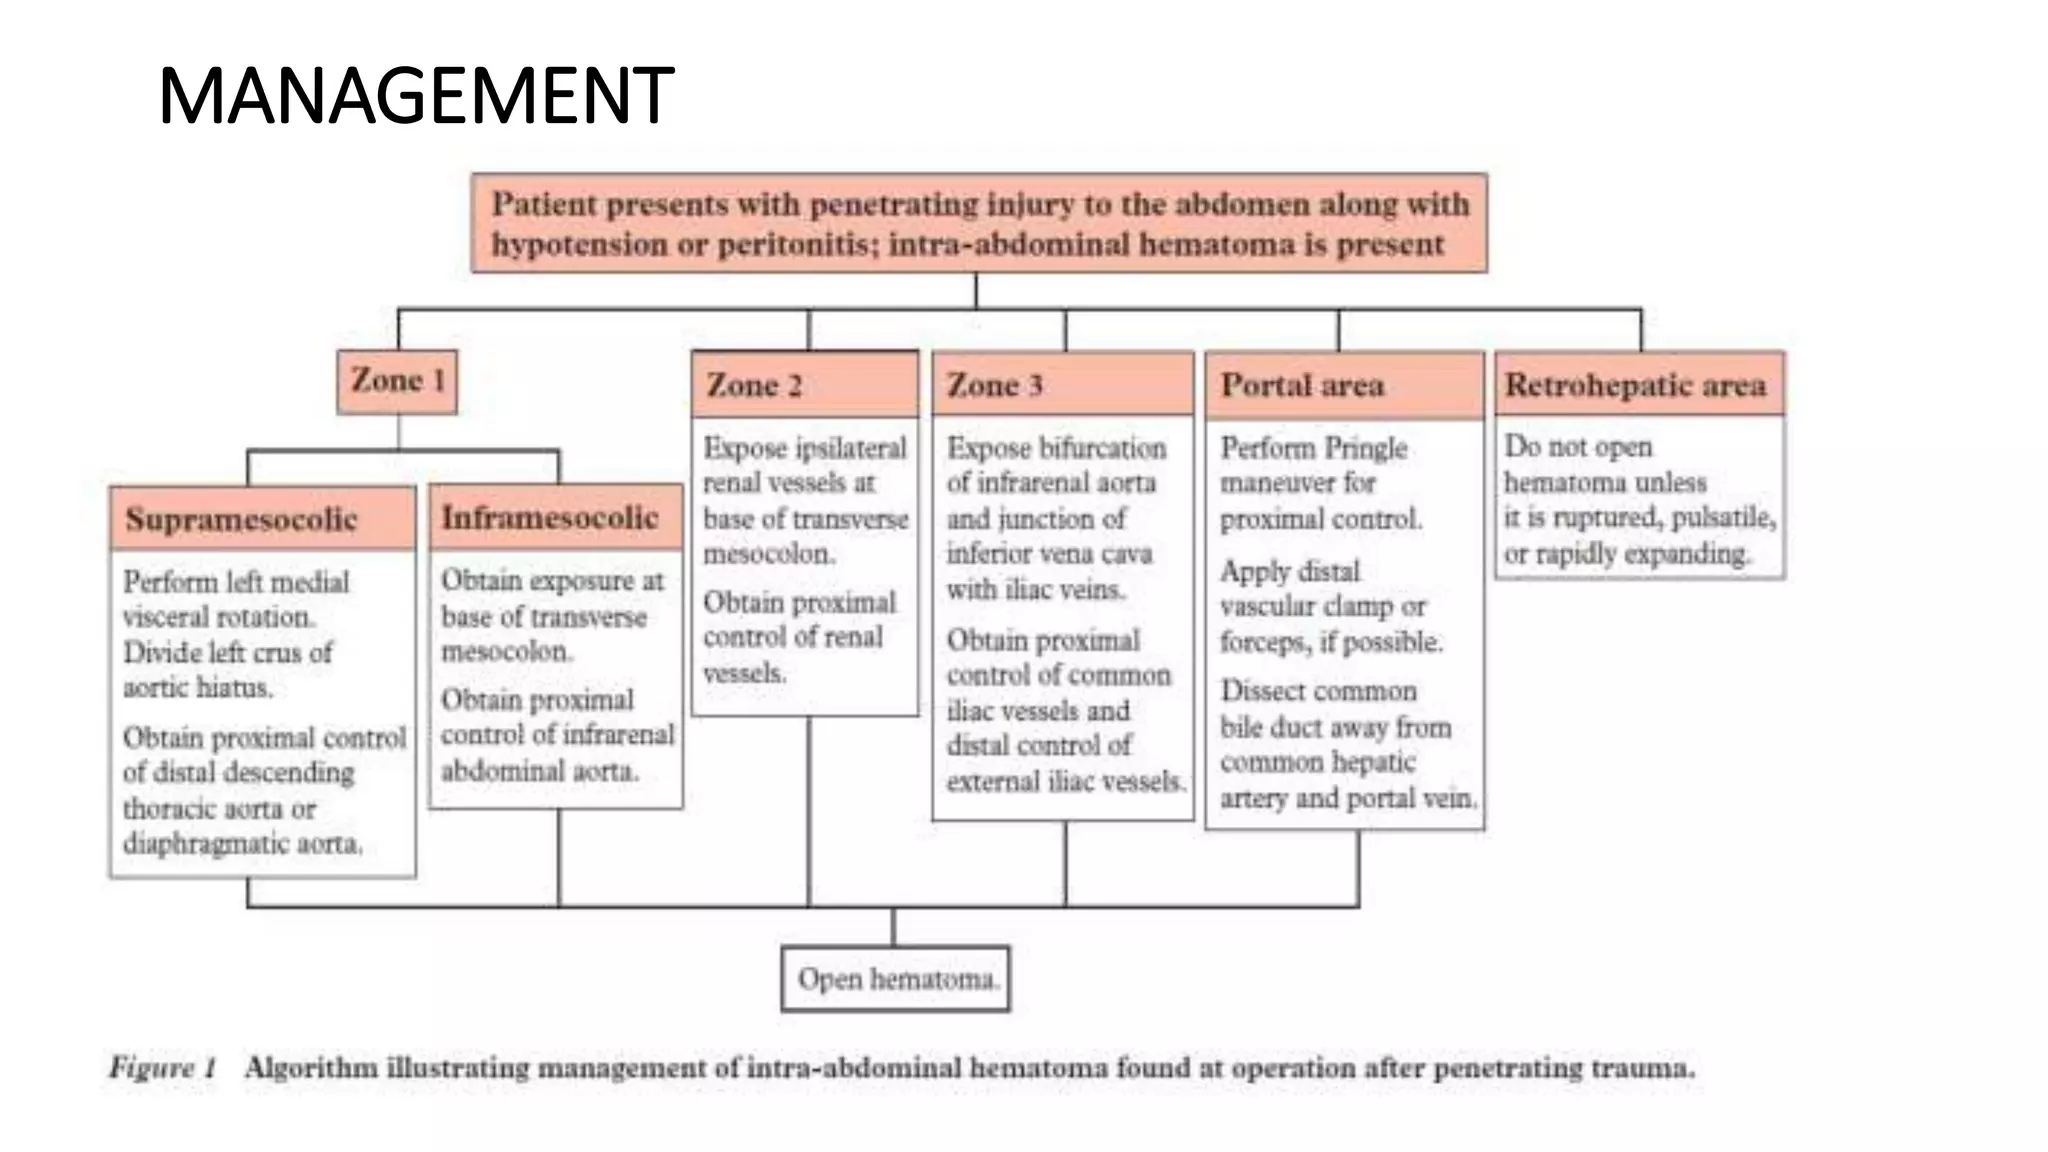 MANAGEMENT
Patient presents with penetrating injury to the abdomen along with
hypotension or peritonitis; intra-abdominal hematoma is present
Zone 1
Supramesocolic
Perform left medial
visceral rotation.
Divide left crus of
aortic hiatus.
Obtain proximal control
of distal descending
thoracic aorta or
diaphragmatic aorta.
Inframesocolic
Obtain exposure at
base of transverse
mesocolon.
Obtain proximal
control of infrarenal
abdominal aorta.
Zone 2
Expose ipsilateral
renal vessels at
base of transverse
mesocolon.
Obtain proximal
control of renal
vessels.
Zone 3
Expose bifurcation
of infrarenal aorta
and junction of
inferior vena cava
with iliac veins.
Obtain proximal
control of common
iliac vessels and
distal control of
external iliac vessels.
Portal area
Perform Pringle
maneuver for
proximal control.
Apply distal
vascular clamp or
forceps, if possible.
Dissect common
bile duct away from
common hepatic
artery and portal vein.
Retrohepatic area
Do not open
hematoma unless
it is ruptured, pulsatile,
or rapidly expanding.
Open hematoma.
Figure 1 Algorithm illustrating management of intra-abdominal hematoma found at operation after penetrating trauma.